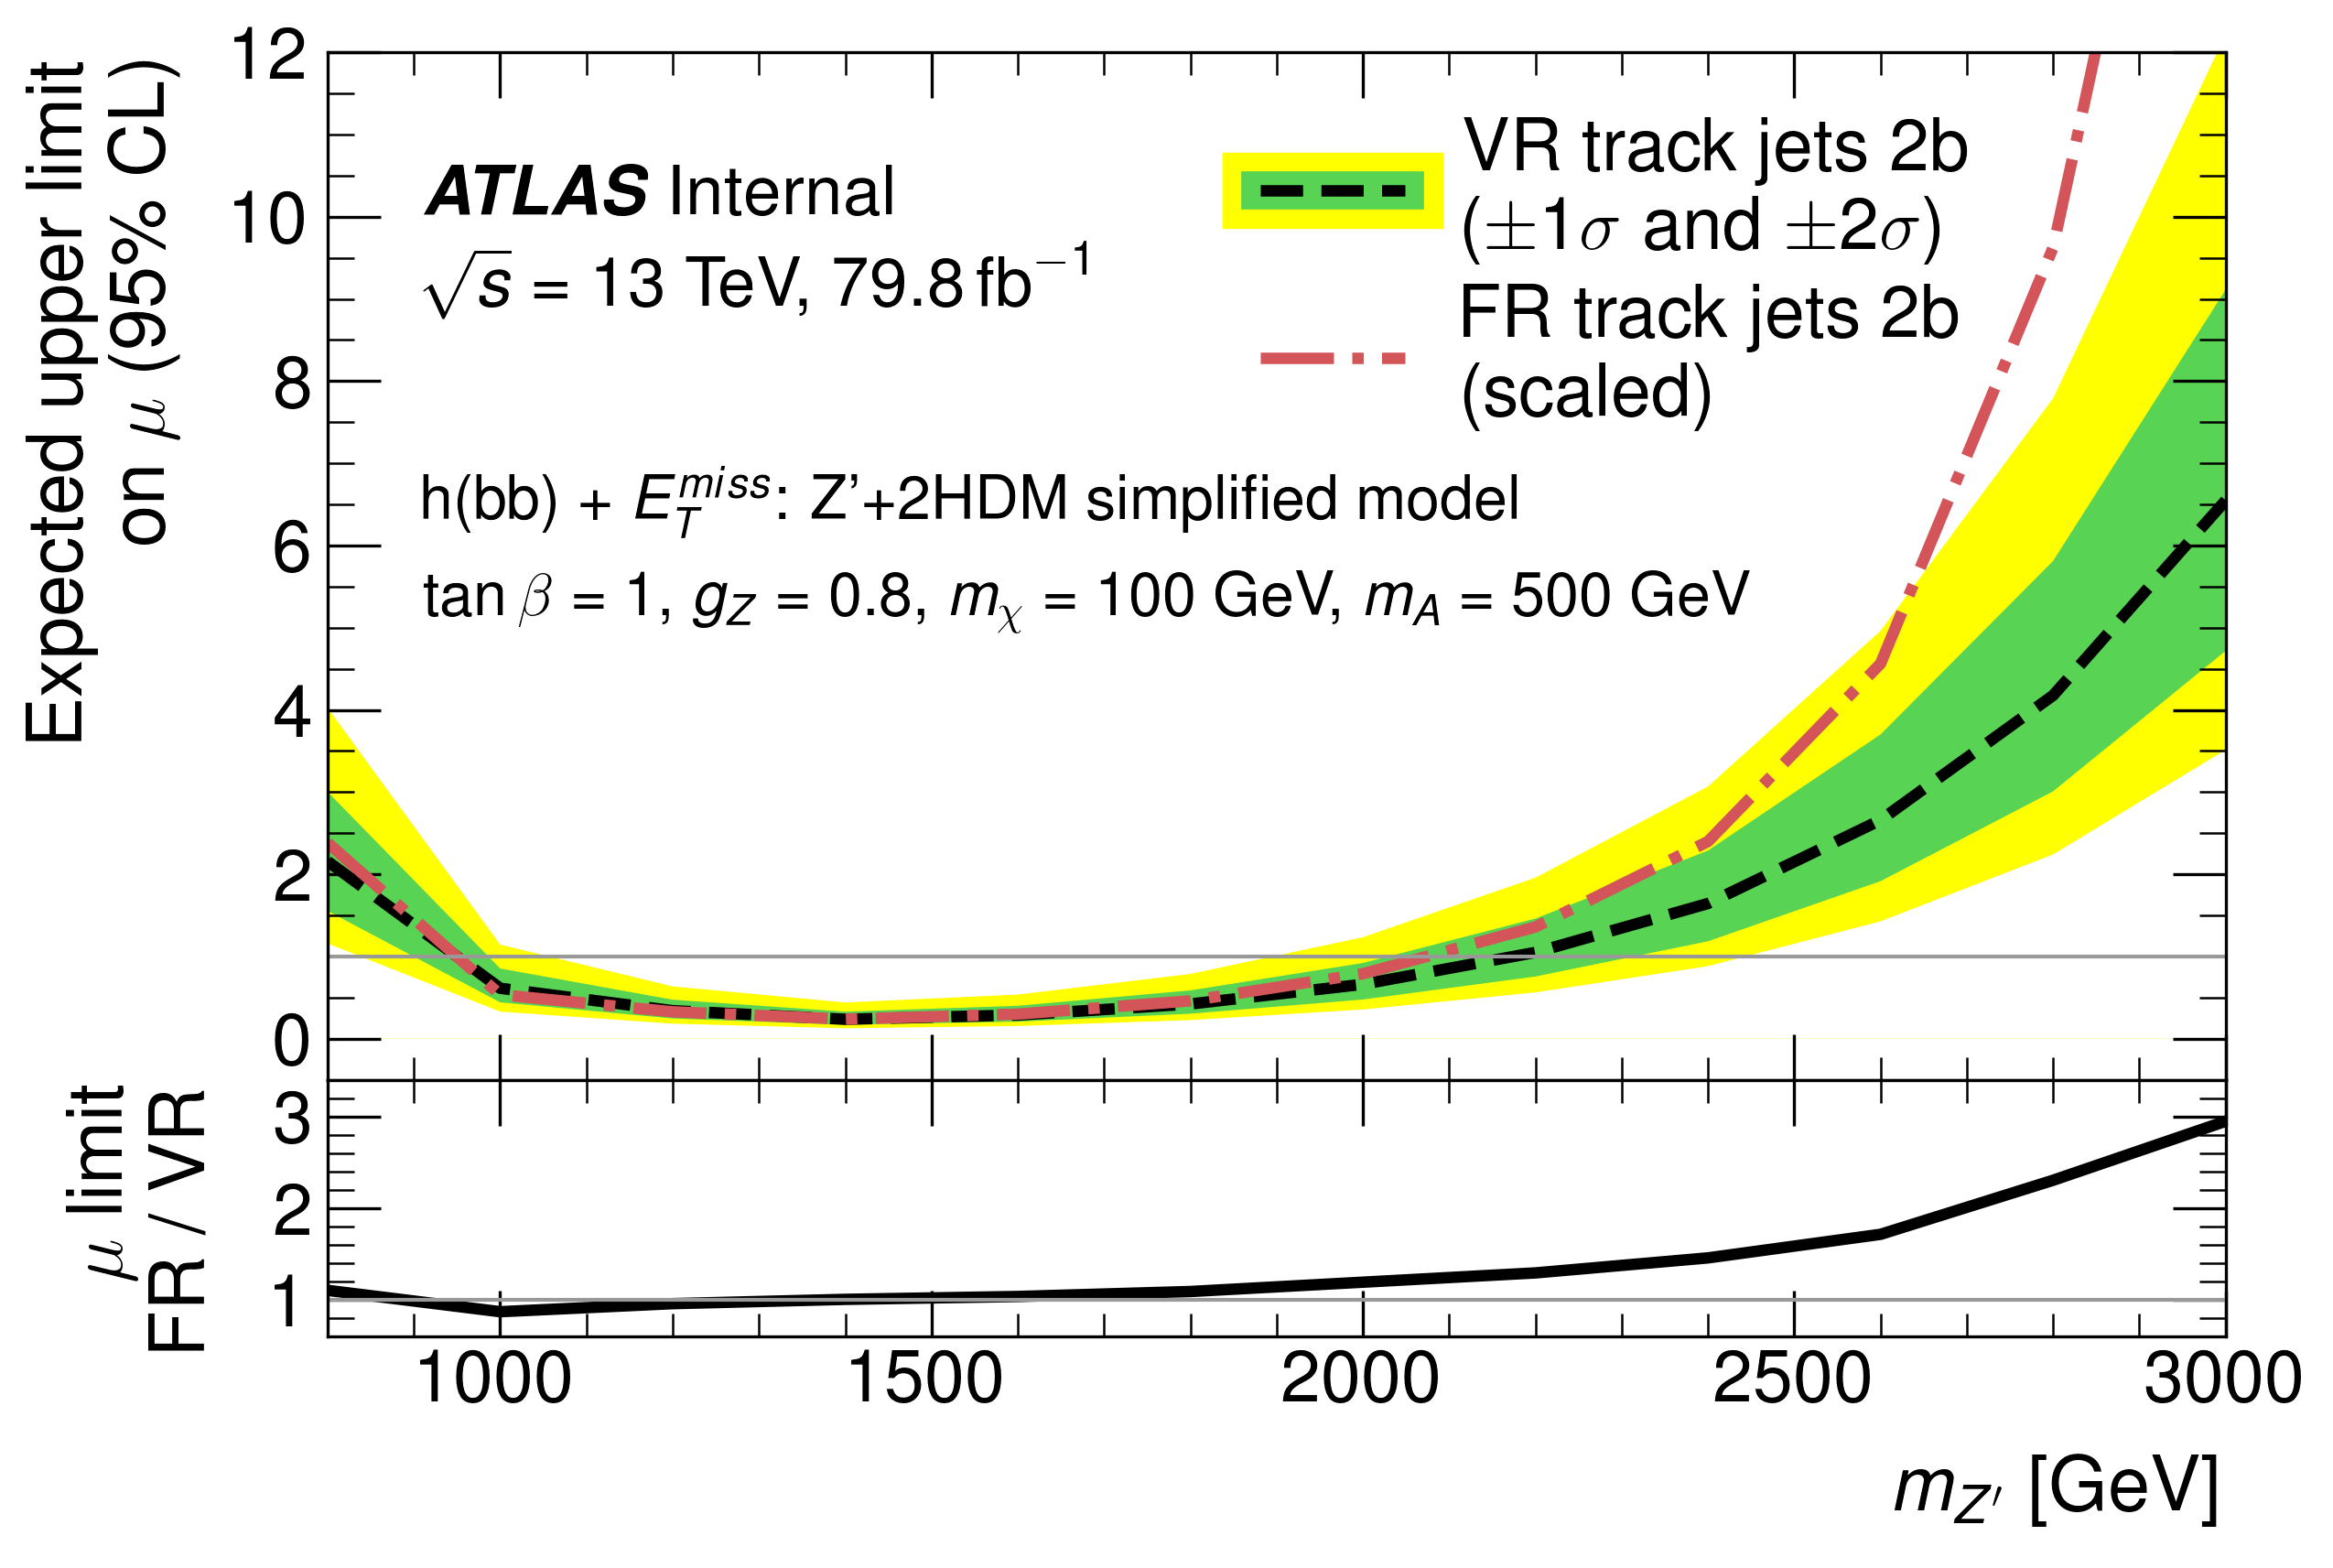 Expected upper limit
on μ (95% CL)
12
10
8
6
4
2
0
ATLAS Internal
√s = 13 TeV, 79.8 fb⁻¹
VR track jets 2b
(±1σ and ±2σ)
FR track jets 2b
(scaled)
h(bb) + E_T^miss: Z'+2HDM simplified model
tan β = 1, g_Z = 0.8, m_χ = 100 GeV, m_A = 500 GeV
μ limit
FR / VR
3
2
1
1000 1500 2000 2500 3000
m_Z′ [GeV]